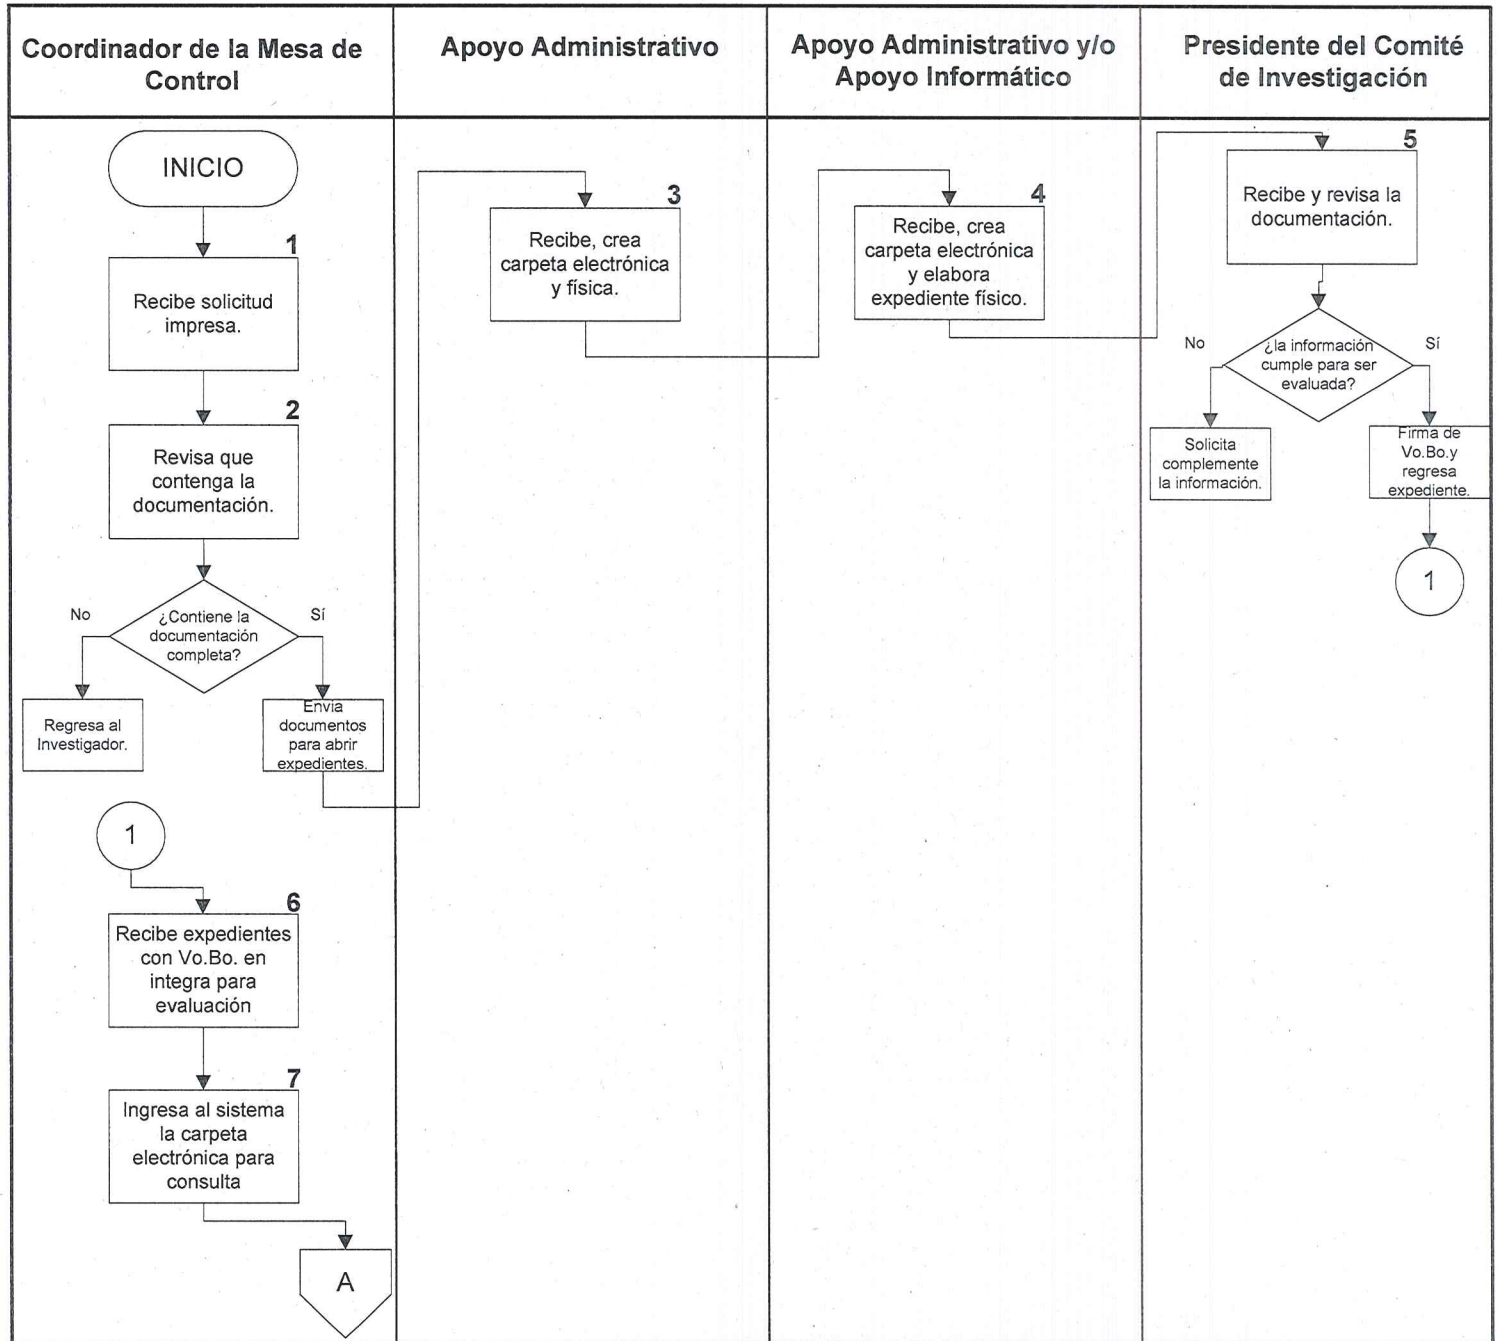 Coordinador de la Mesa de
Control
Apoyo Administrativo
Apoyo Administrativo y/o
Apoyo Informático
Presidente del Comité
de Investigación
INICIO
1
Recibe solicitud
impresa.
2
Revisa que
contenga la
documentación.
¿Contiene la
documentación
completa?
No
Sí
Regresa al
Investigador.
Envia
documentos
para abrir
expedientes.
3
Recibe, crea
carpeta electrónica
y física.
4
Recibe, crea
carpeta electrónica
y elabora
expediente físico.
5
Recibe y revisa la
documentación.
¿la información
cumple para ser
evaluada?
No
Sí
Solicita
complemente
la información.
Firma de
Vo.Bo.y
regresa
expediente.
1
1
6
Recibe expedientes
con Vo.Bo. en
integra para
evaluación
7
Ingresa al sistema
la carpeta
electrónica para
consulta
A